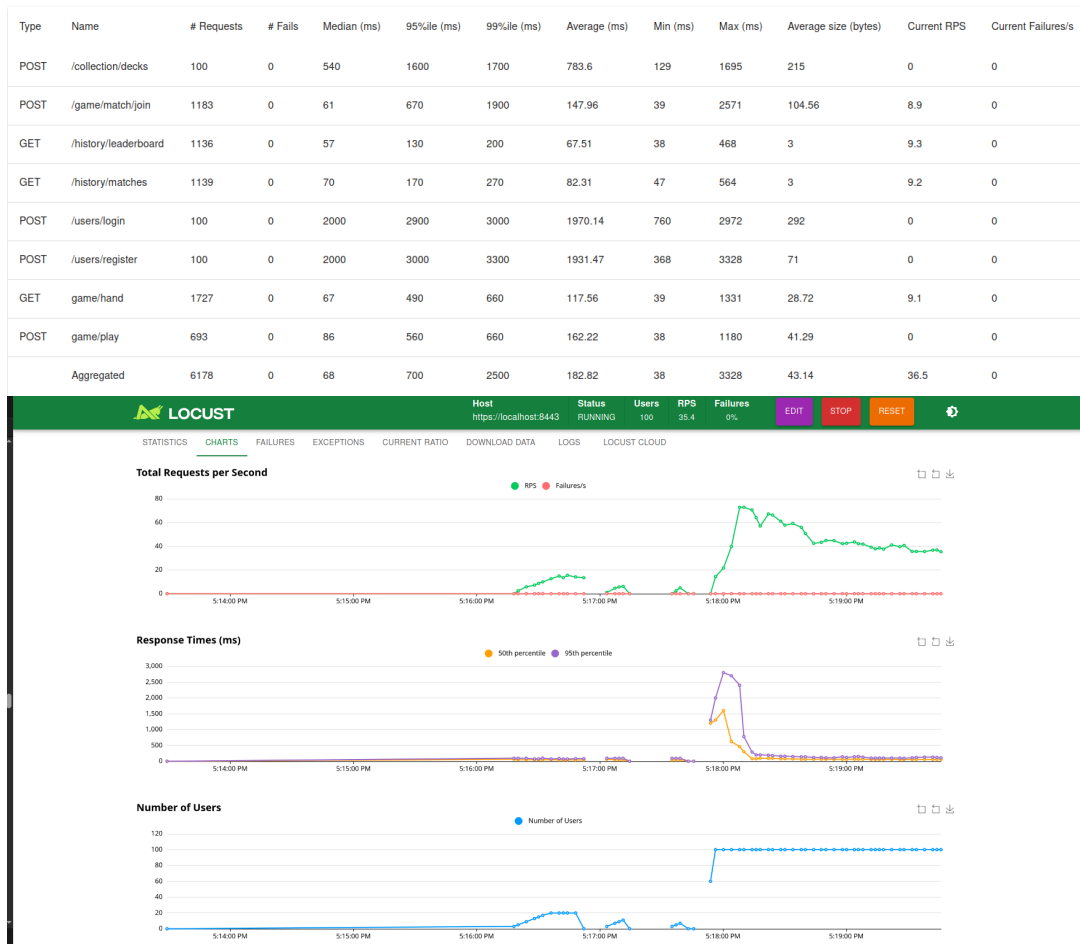 Type Name # Requests # Fails Median (ms) 95%ile (ms) 99%ile (ms) Average (ms) Min (ms) Max (ms) Average size (bytes) Current RPS Current Failures/s
POST /collection/decks 100 0 540 1600 1700 783.6 129 1695 215 0 0
POST /game/match/join 1183 0 61 670 1900 147.96 39 2571 104.56 8.9 0
GET /history/leaderboard 1136 0 57 130 200 67.51 38 468 3 9.3 0
GET /history/matches 1139 0 70 170 270 82.31 47 564 3 9.2 0
POST /users/login 100 0 2000 2900 3000 1970.14 760 2972 292 0 0
POST /users/register 100 0 2000 3000 3300 1931.47 368 3328 71 0 0
GET game/hand 1727 0 67 490 660 117.56 39 1331 28.72 9.1 0
POST game/play 693 0 86 560 660 162.22 38 1180 41.29 0 0
Aggregated 6178 0 68 700 2500 182.82 38 3328 43.14 36.5 0
LOCUST
Host Status Users RPS Failures
https://localhost:8443 RUNNING 100 35.4 0%
EDIT STOP RESET
STATISTICS CHARTS FAILURES EXCEPTIONS CURRENT RATIO DOWNLOAD DATA LOGS LOCUST CLOUD
Total Requests per Second
RPS Failures/s
80
60
40
20
0
5:14:00 PM 5:15:00 PM 5:16:00 PM 5:17:00 PM 5:18:00 PM 5:19:00 PM
Response Times (ms)
50th percentile 95th percentile
3,000
2,500
2,000
1,500
1,000
500
0
5:14:00 PM 5:15:00 PM 5:16:00 PM 5:17:00 PM 5:18:00 PM 5:19:00 PM
Number of Users
Number of Users
120
100
80
60
40
20
0
5:14:00 PM 5:15:00 PM 5:16:00 PM 5:17:00 PM 5:18:00 PM 5:19:00 PM